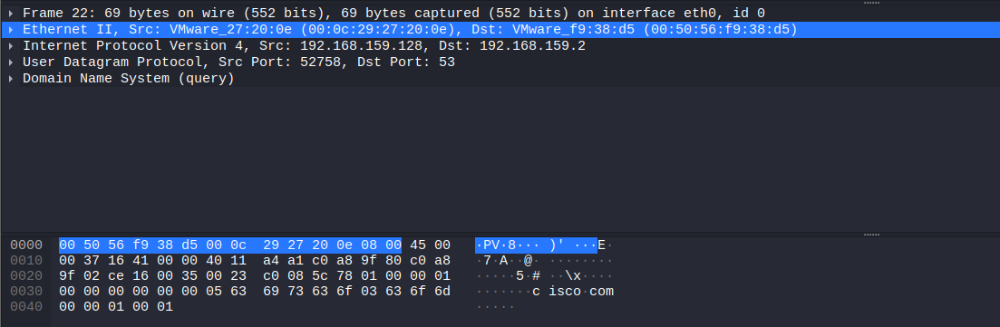 Frame 22: 69 bytes on wire (552 bits), 69 bytes captured (552 bits) on interface eth0, id 0
Ethernet II, Src: VMware_27:20:0e (00:0c:29:27:20:0e), Dst: VMware_f9:38:d5 (00:50:56:f9:38:d5)
Internet Protocol Version 4, Src: 192.168.159.128, Dst: 192.168.159.2
User Datagram Protocol, Src Port: 52758, Dst Port: 53
Domain Name System (query)
0000 00 50 56 f9 38 d5 00 0c 29 27 20 0e 08 00 45 00 ·PV·8··· )' ···E·
0010 00 37 16 41 00 00 40 11 a4 a1 c0 a8 9f 80 c0 a8 ·7·A··@· ········
0020 9f 02 ce 16 00 35 00 23 c0 08 5c 78 01 00 00 01 ·····5·# ··\x····
0030 00 00 00 00 00 00 05 63 69 73 63 6f 03 63 6f 6d ·······c isco·com
0040 00 00 01 00 01 ·····